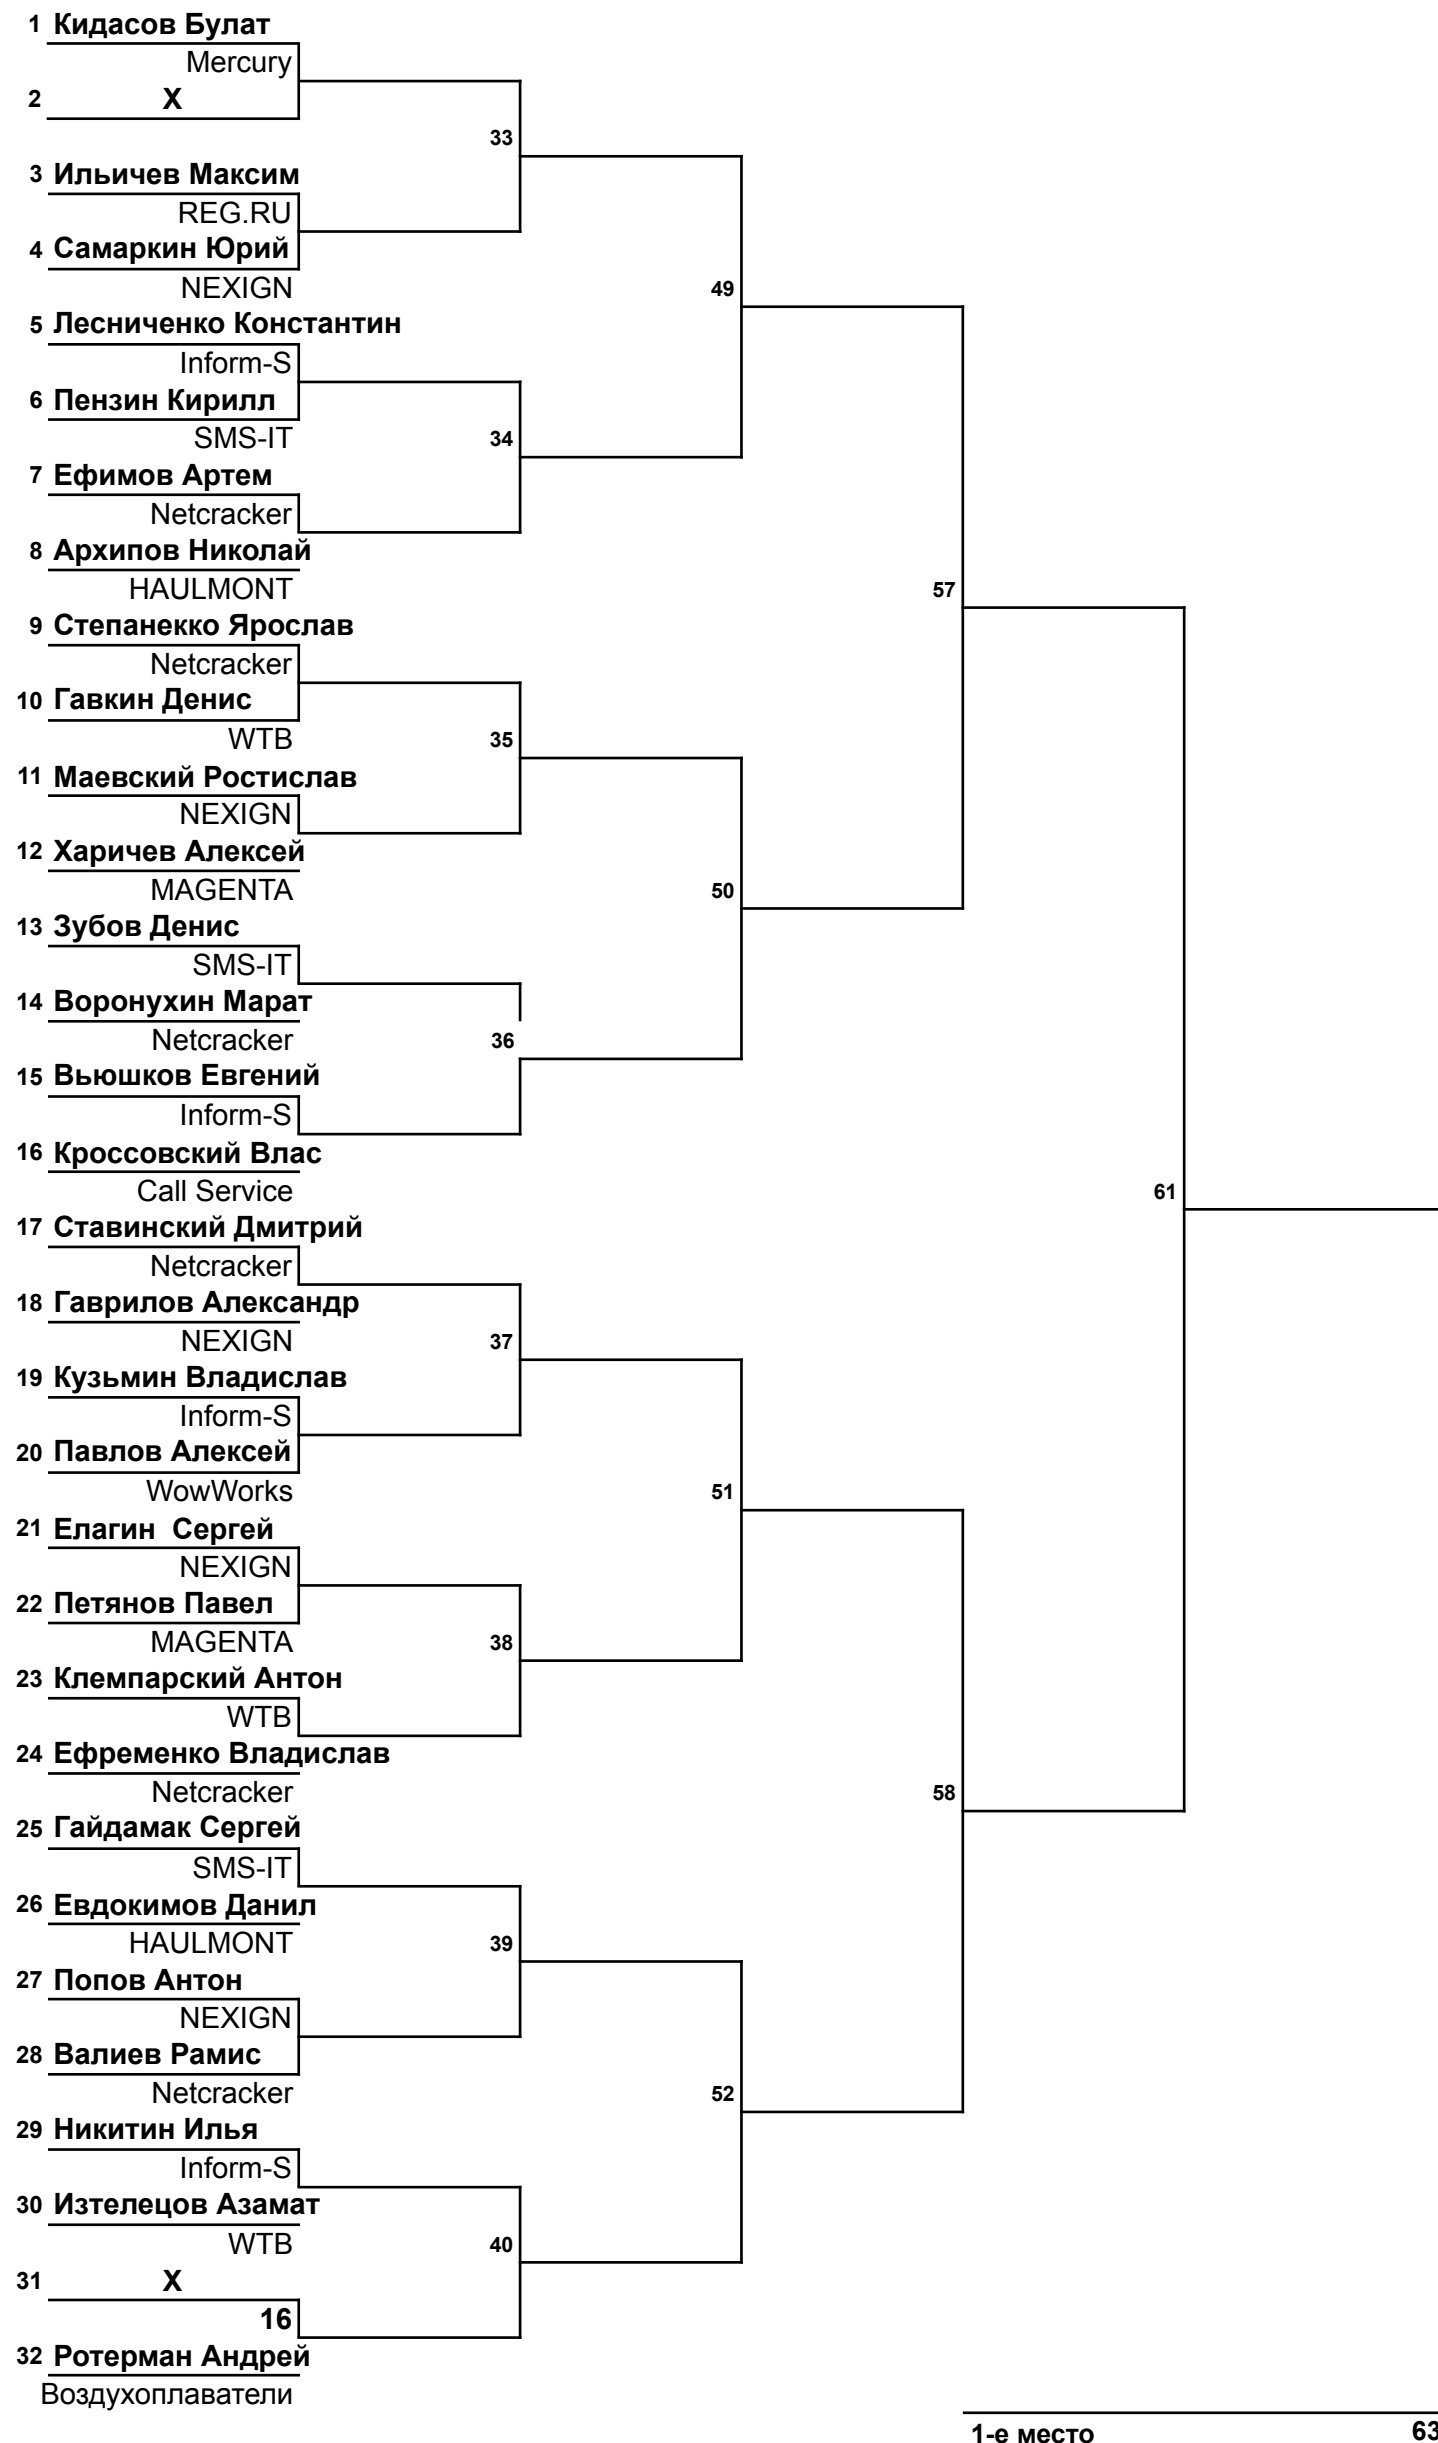 1 Кидасов Булат
Mercury
2 X
33
3 Ильичев Максим
REG.RU
4 Самаркин Юрий
NEXIGN
49
5 Лесниченко Константин
Inform-S
6 Пензин Кирилл
SMS-IT
34
7 Ефимов Артем
Netcracker
8 Архипов Николай
HAULMONT
57
9 Степанекко Ярослав
Netcracker
10 Гавкин Денис
WTB
35
11 Маевский Ростислав
NEXIGN
12 Харичев Алексей
MAGENTA
50
13 Зубов Денис
SMS-IT
14 Воронухин Марат
Netcracker
36
15 Вьюшков Евгений
Inform-S
16 Кроссовский Влас
Call Service
61
17 Ставинский Дмитрий
Netcracker
18 Гаврилов Александр
NEXIGN
37
19 Кузьмин Владислав
Inform-S
20 Павлов Алексей
WowWorks
51
21 Елагин  Сергей
NEXIGN
22 Петянов Павел
MAGENTA
38
23 Клемпарский Антон
WTB
24 Ефременко Владислав
Netcracker
58
25 Гайдамак Сергей
SMS-IT
26 Евдокимов Данил
HAULMONT
39
27 Попов Антон
NEXIGN
28 Валиев Рамис
Netcracker
52
29 Никитин Илья
Inform-S
30 Изтелецов Азамат
WTB
40
31 X
16
32 Ротерман Андрей
Воздухоплаватели
1-е место 63